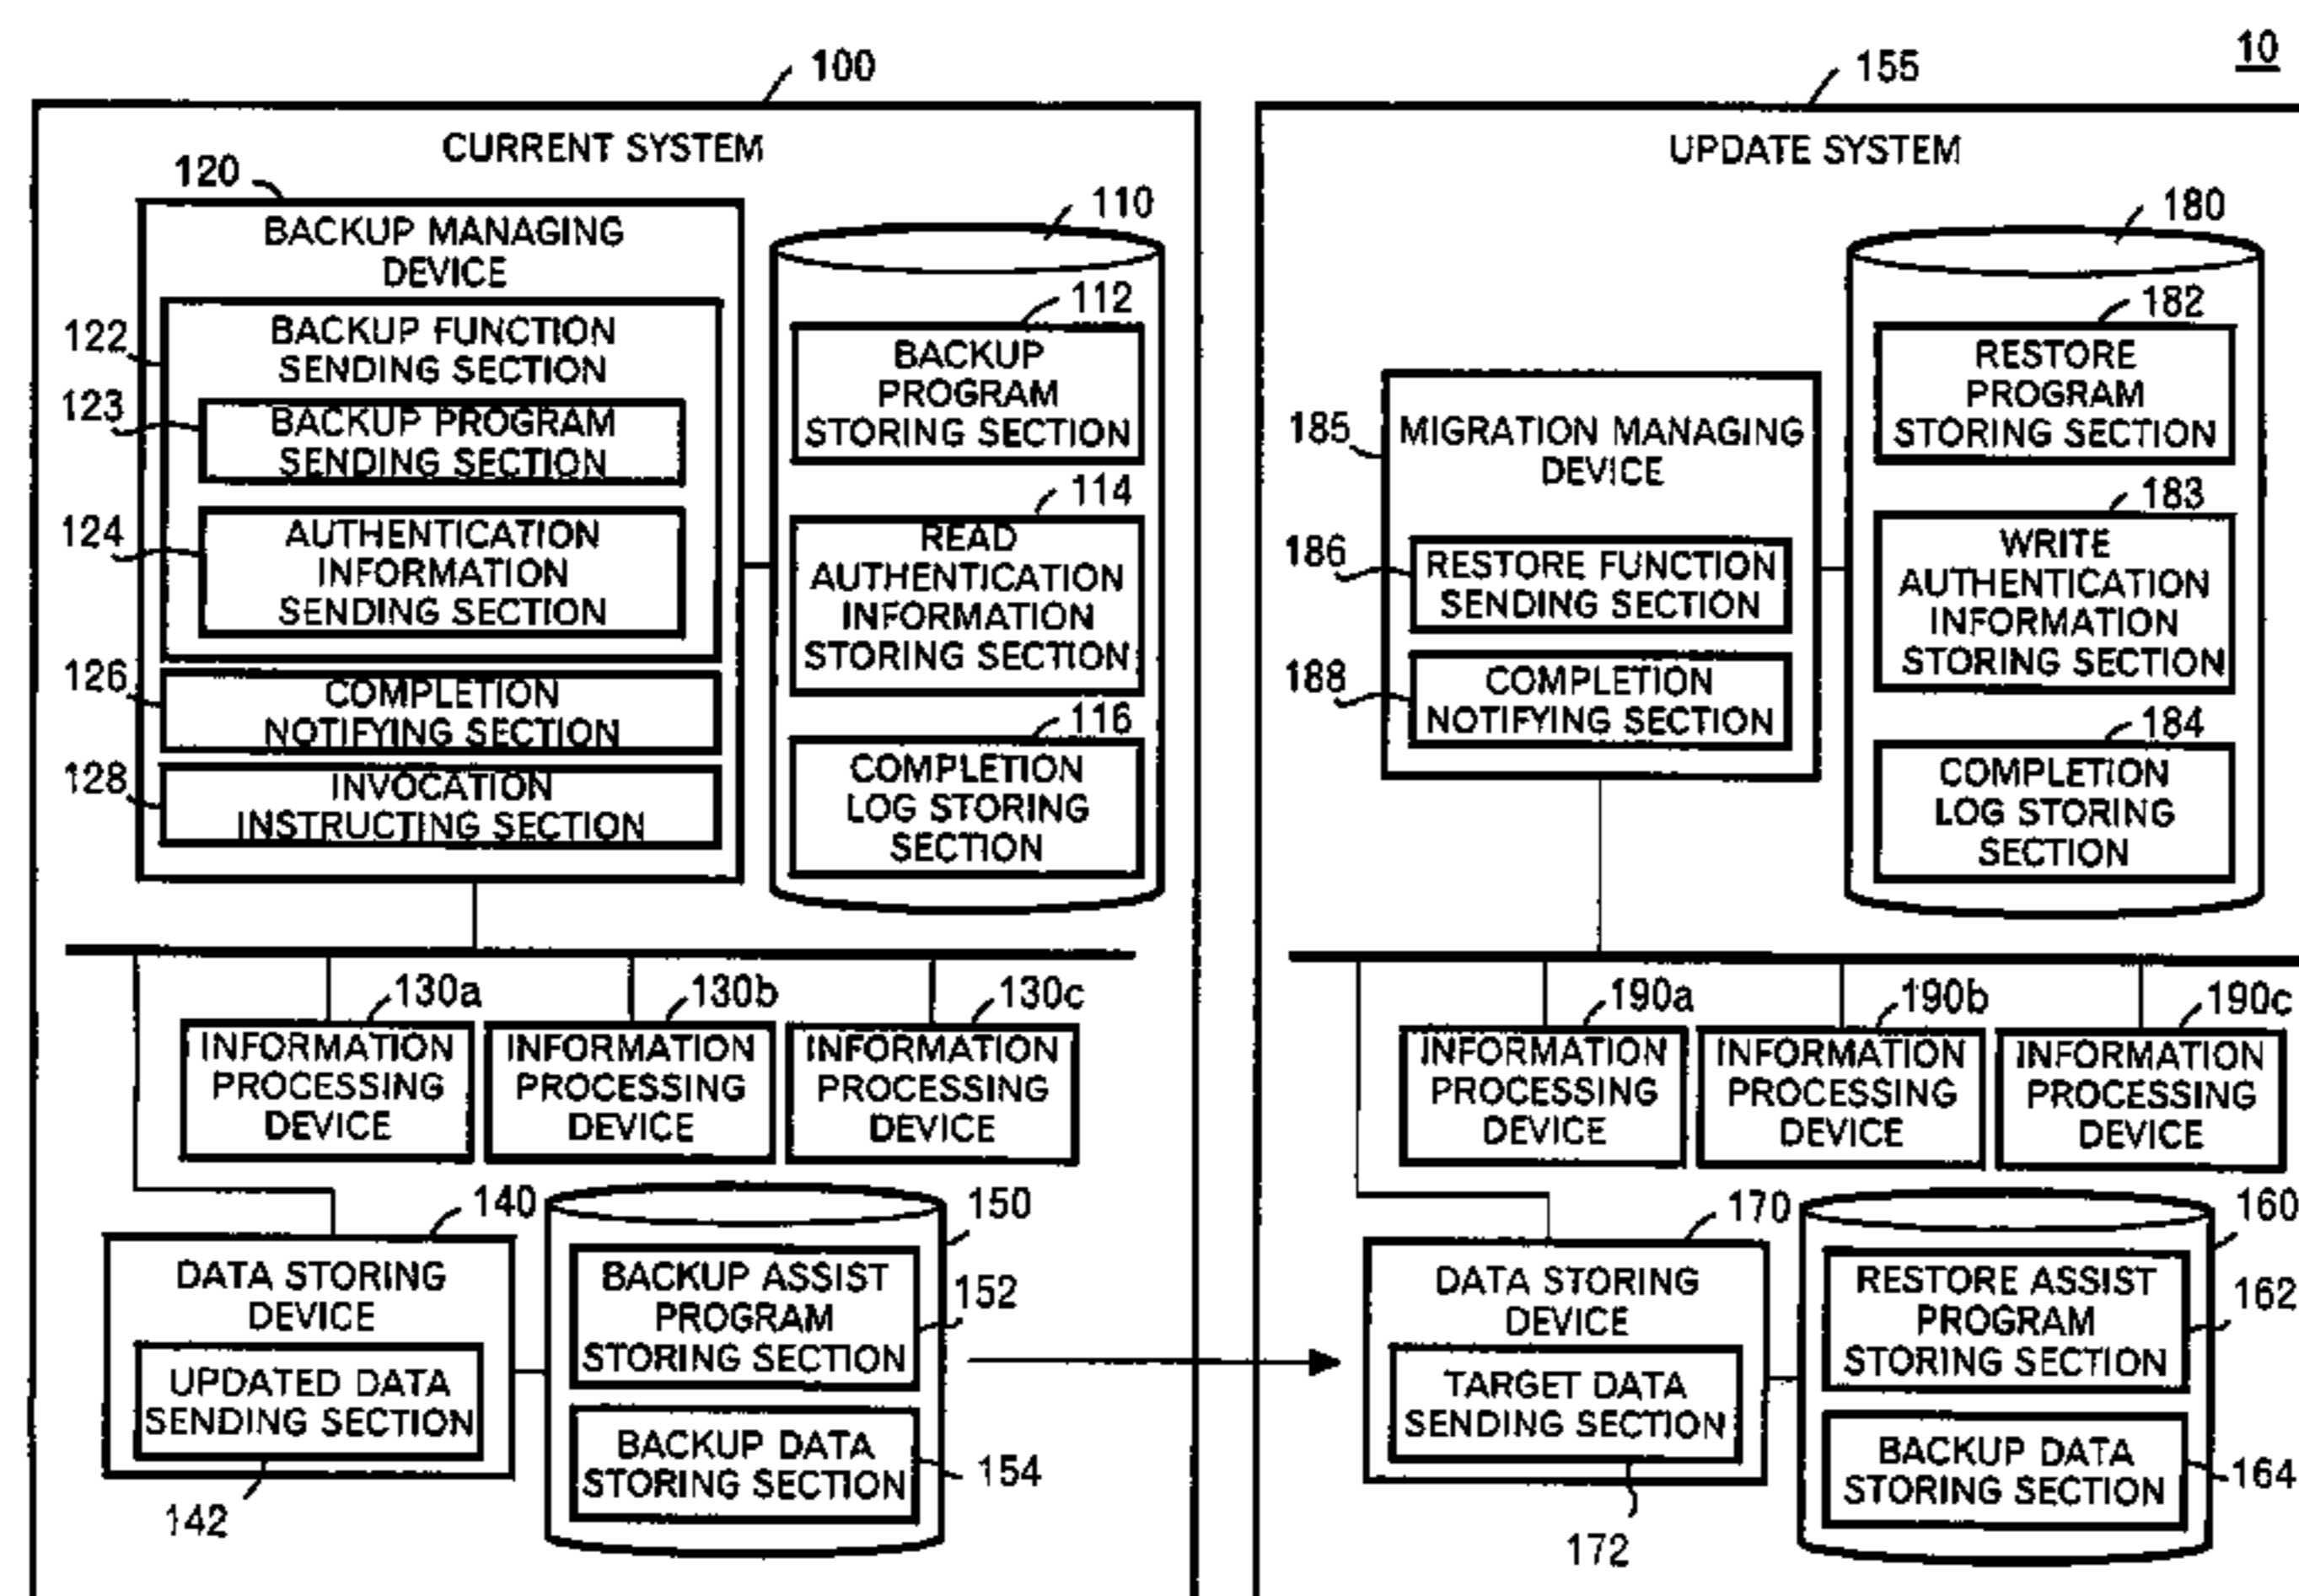 10
100
CURRENT SYSTEM
120
BACKUP MANAGING
DEVICE
122
BACKUP FUNCTION
SENDING SECTION
123
BACKUP PROGRAM
SENDING SECTION
124
AUTHENTICATION
INFORMATION
SENDING SECTION
126
COMPLETION
NOTIFYING SECTION
128
INVOCATION
INSTRUCTING SECTION
110
112
BACKUP
PROGRAM
STORING SECTION
114
READ
AUTHENTICATION
INFORMATION
STORING SECTION
116
COMPLETION
LOG STORING
SECTION
130a
INFORMATION
PROCESSING
DEVICE
130b
INFORMATION
PROCESSING
DEVICE
130c
INFORMATION
PROCESSING
DEVICE
140
DATA STORING
DEVICE
UPDATED DATA
SENDING SECTION
142
150
BACKUP ASSIST
PROGRAM
STORING SECTION
152
BACKUP DATA
STORING SECTION
154
155
UPDATE SYSTEM
185
MIGRATION MANAGING
DEVICE
186
RESTORE FUNCTION
SENDING SECTION
188
COMPLETION
NOTIFYING SECTION
180
182
RESTORE
PROGRAM
STORING SECTION
183
WRITE
AUTHENTICATION
INFORMATION
STORING SECTION
184
COMPLETION
LOG STORING
SECTION
190a
INFORMATION
PROCESSING
DEVICE
190b
INFORMATION
PROCESSING
DEVICE
190c
INFORMATION
PROCESSING
DEVICE
170
DATA STORING
DEVICE
TARGET DATA
SENDING SECTION
172
160
RESTORE ASSIST
PROGRAM
STORING SECTION
162
BACKUP DATA
STORING SECTION
164